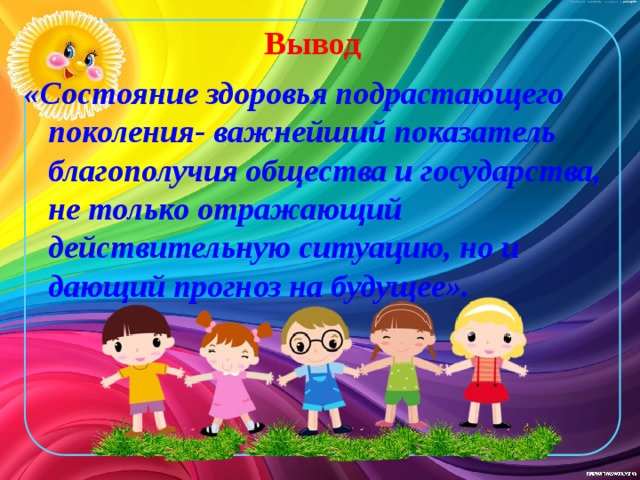 Вывод
«Состояние здоровья подрастающего
поколения- важнейший показатель
благополучия общества и государства,
не только отражающий
действительную ситуацию, но и
дающий прогноз на будущее».